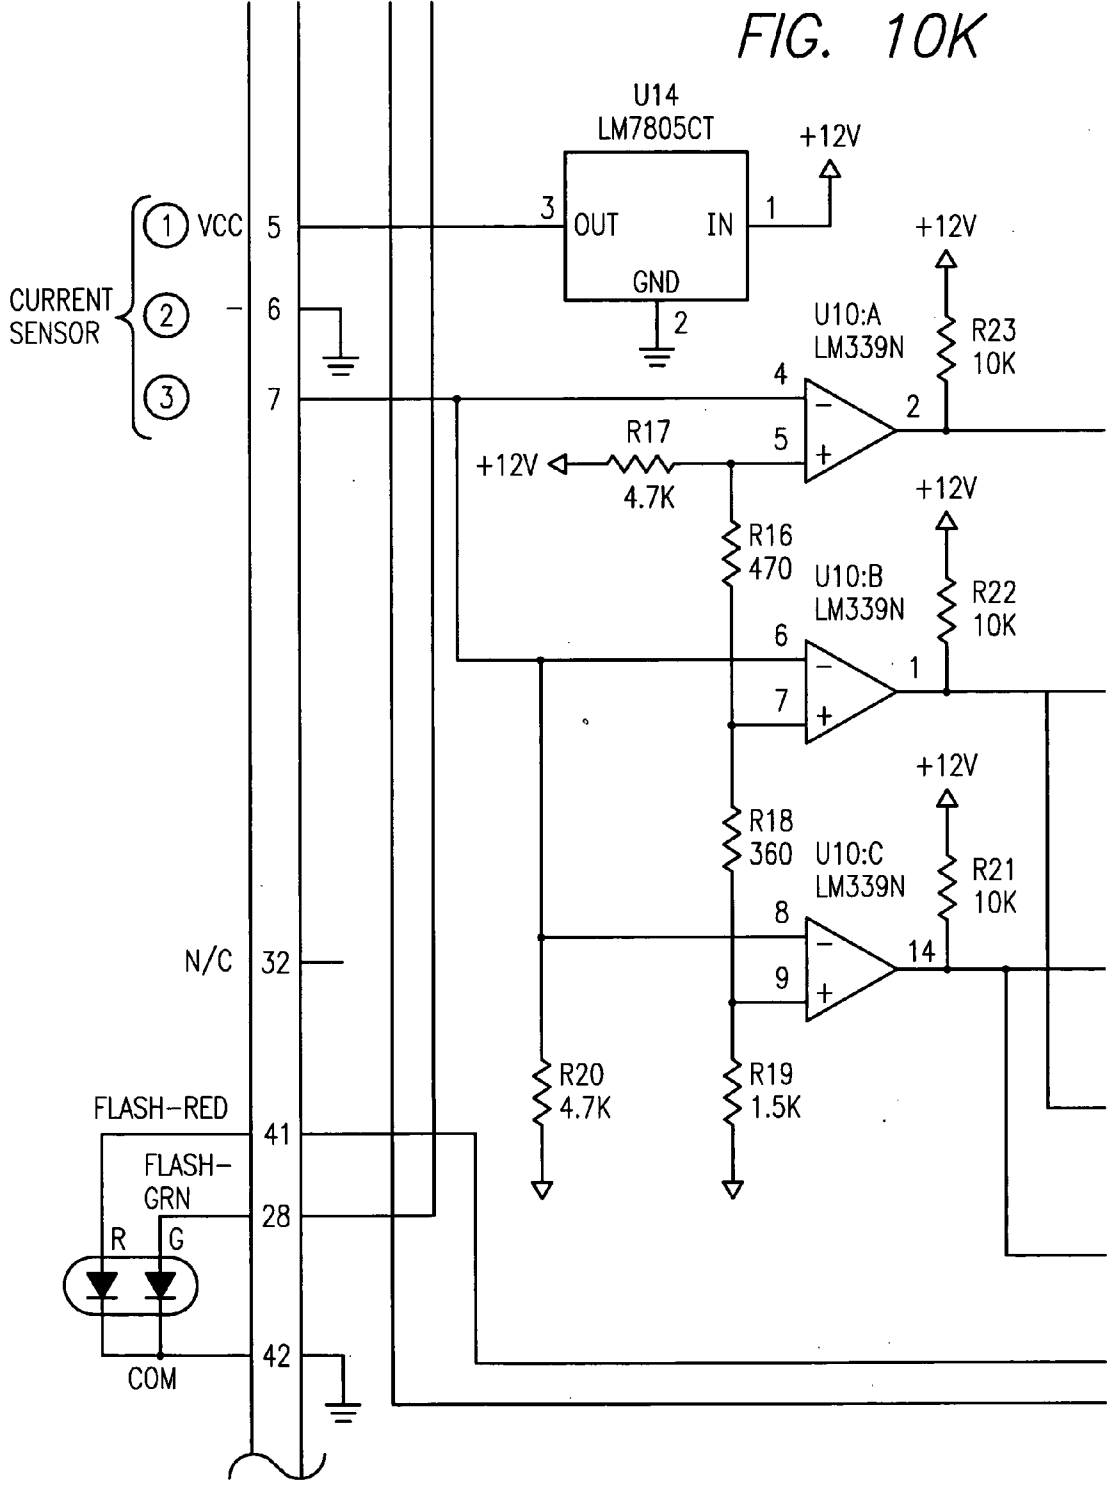 FIG. 10K
U14
LM7805CT
+12V
3
OUT
IN
1
GND
2
CURRENT
SENSOR
1
VCC
5
2
–
6
3
7
+12V
U10:A
LM339N
R23
10K
4
–
5
+
2
+12V
R17
4.7K
R16
470
+12V
U10:B
LM339N
R22
10K
6
–
7
+
1
R18
360
+12V
U10:C
LM339N
R21
10K
8
–
9
+
14
N/C
32
R20
4.7K
R19
1.5K
FLASH–RED
41
FLASH–
GRN
28
R
G
COM
42